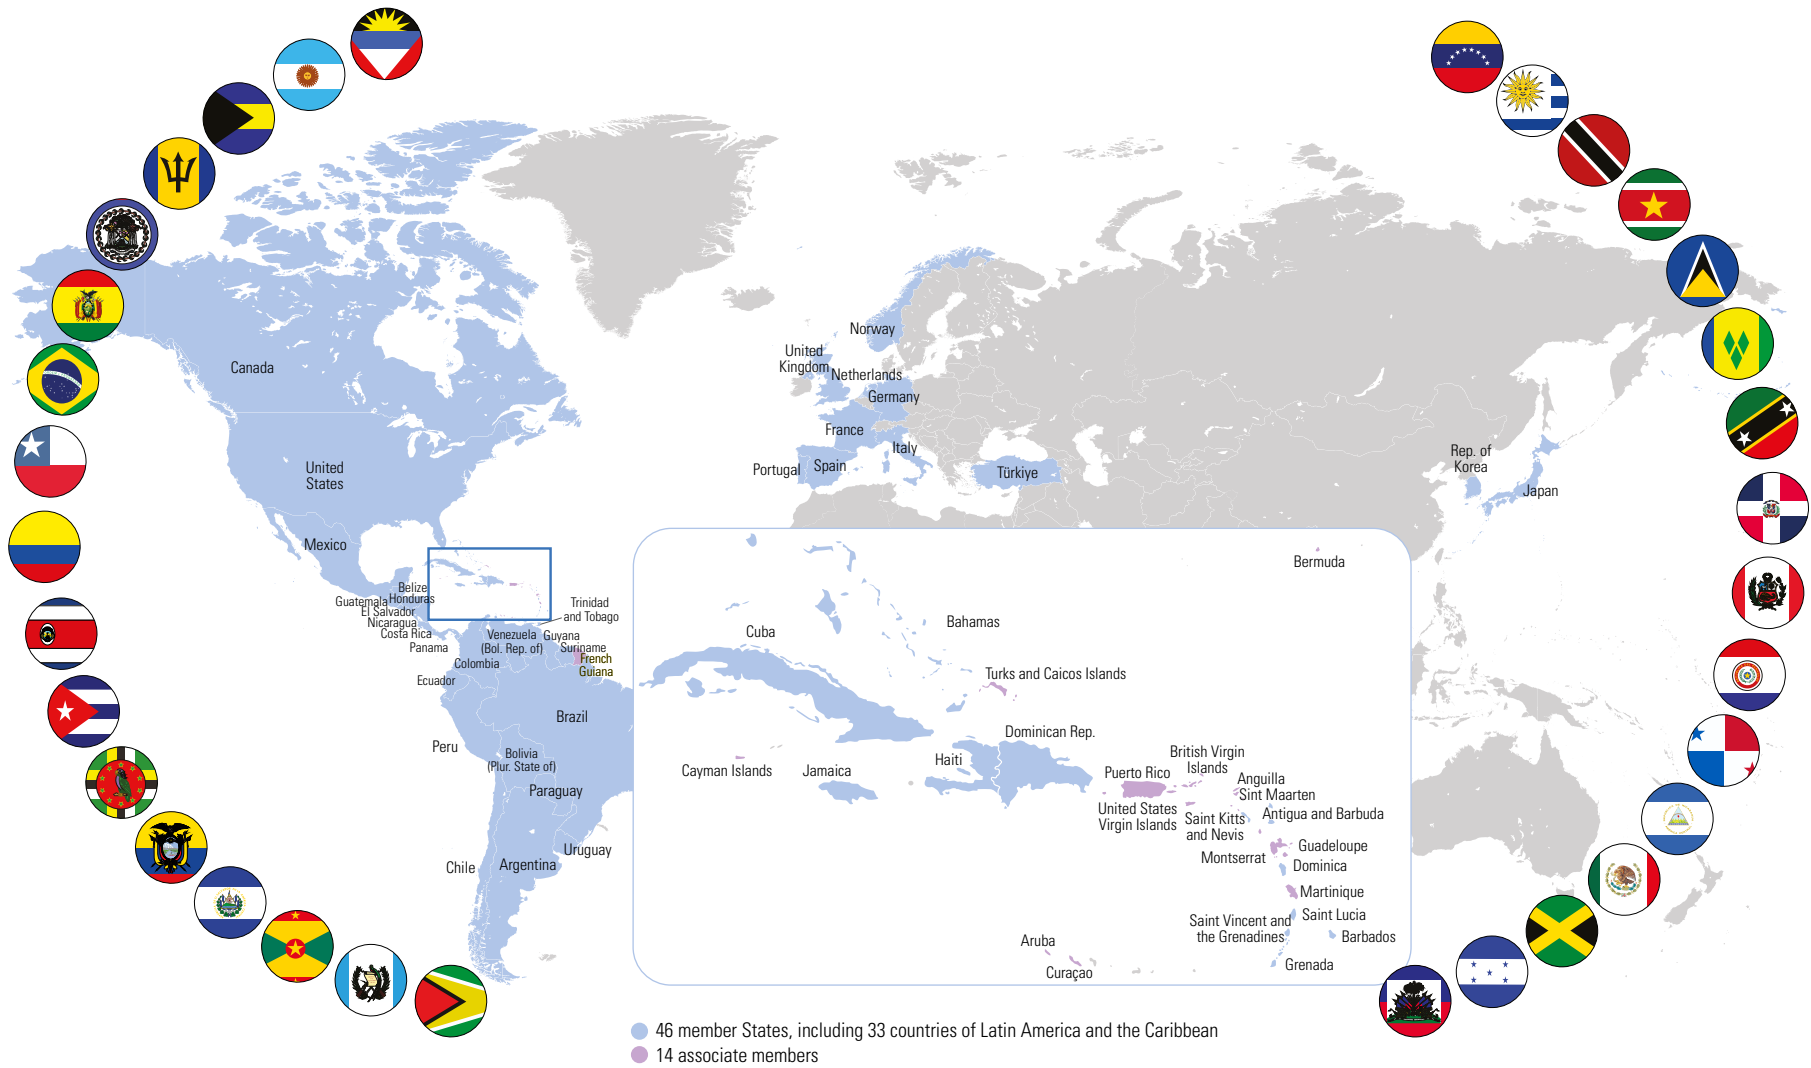 Canada
United
States
Mexico
Belize
Guatemala
Honduras
El Salvador
Nicaragua
Costa Rica
Panama
Trinidad
and Tobago
Venezuela
(Bol. Rep. of)
Guyana
Suriname
French
Guiana
Colombia
Ecuador
Brazil
Peru
Bolivia
(Plur. State of)
Paraguay
Uruguay
Chile
Argentina
Norway
United
Kingdom
Netherlands
Germany
France
Italy
Portugal
Spain
Türkiye
Rep. of
Korea
Japan
Bermuda
Bahamas
Cuba
Turks and Caicos Islands
Dominican Rep.
Haiti
Cayman Islands
Jamaica
Puerto Rico
British Virgin
Islands
Anguilla
Sint Maarten
United States
Virgin Islands
Saint Kitts
and Nevis
Antigua and Barbuda
Montserrat
Guadeloupe
Dominica
Martinique
Saint Lucia
Saint Vincent and
the Grenadines
Barbados
Grenada
Aruba
Curaçao
46 member States, including 33 countries of Latin America and the Caribbean
14 associate members